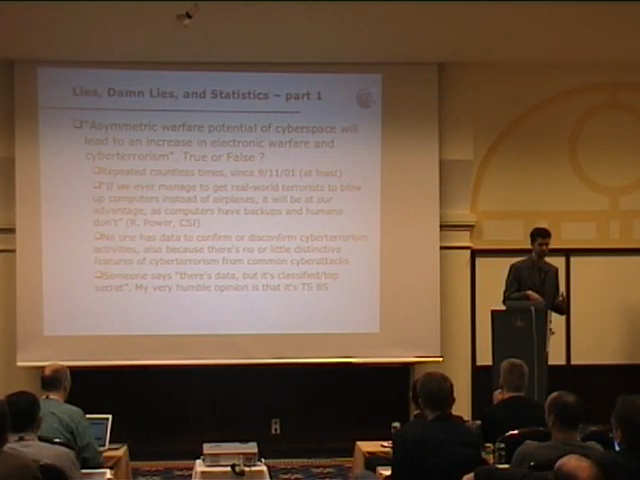 Lies, Damn Lies, and Statistics – part 1
❑"Asymmetric warfare potential of cyberspace will
lead to an increase in electronic warfare and
cyberterrorism". True or False ?
❑Repeated countless times, since 9/11/01 (at least)
❑"If we ever manage to get real-world terrorists to blow
up computers instead of airplanes, it will be at our
advantage, as computers have backups and humans
don't" (R. Power, CSI)
❑No one has data to confirm or disconfirm cyberterrorism
activities, also because there's no or little distinctive
features of cyberterrorism from common cyberattacks
❑Someone says "there's data, but it's classified/top
secret". My very humble opinion is that it's TS BS